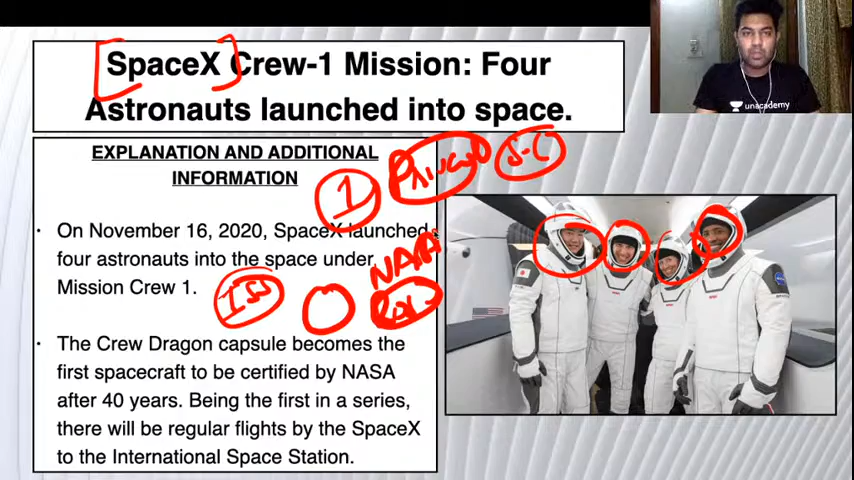 SpaceX Crew-1 Mission: Four
Astronauts launched into space.
unacademy
EXPLANATION AND ADDITIONAL
INFORMATION
1
Private
S-C
On November 16, 2020, SpaceX launched
four astronauts into the space under
Mission Crew 1.
NASA
ISS
The Crew Dragon capsule becomes the
first spacecraft to be certified by NASA
after 40 years. Being the first in a series,
there will be regular flights by the SpaceX
to the International Space Station.